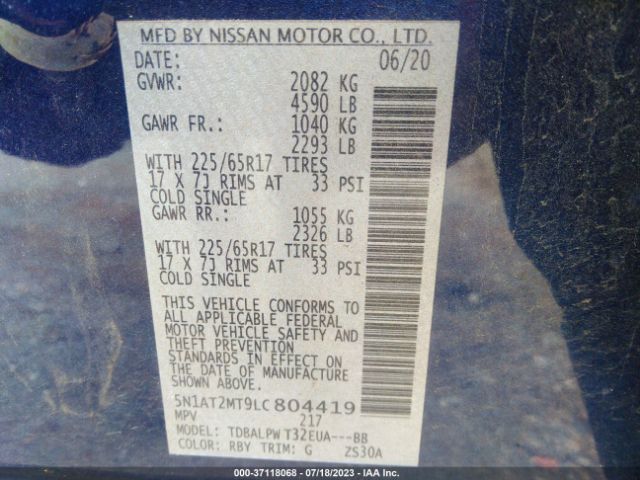 MFD BY NISSAN MOTOR CO., LTD.
DATE: 06/20
GVWR: 2082 KG
4590 LB
GAWR FR.: 1040 KG
2293 LB
WITH 225/65R17 TIRES
17 X 7J RIMS AT 33 PSI
COLD SINGLE
GAWR RR.: 1055 KG
2326 LB
WITH 225/65R17 TIRES
17 X 7J RIMS AT 33 PSI
COLD SINGLE
THIS VEHICLE CONFORMS TO
ALL APPLICABLE FEDERAL
MOTOR VEHICLE SAFETY AND
THEFT PREVENTION
STANDARDS IN EFFECT ON
THE DATE OF MANUFACTURE
SHOWN ABOVE.
5N1AT2MT9LC804419
MPV 217
MODEL: TDBALPW T32EUA---BB
COLOR: RBY TRIM: G ZS30A
000-37118068 - 07/18/2023 - IAA Inc.